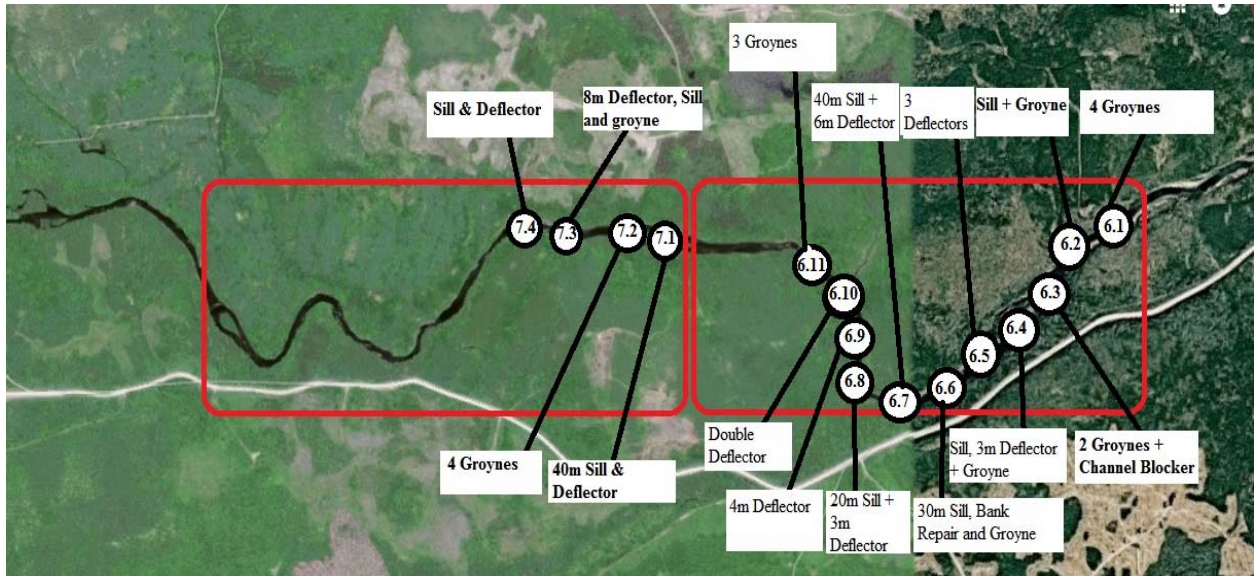 3 Groynes
40m Sill +
6m Deflector
3
Deflectors
Sill + Groyne
4 Groynes
Sill & Deflector
8m Deflector, Sill
and groyne
7.4
7.3
7.2
7.1
6.11
6.10
6.9
6.8
6.7
6.6
6.5
6.4
6.3
6.2
6.1
4 Groynes
40m Sill &
Deflector
Double
Deflector
4m Deflector
20m Sill +
3m
Deflector
30m Sill, Bank
Repair and Groyne
Sill, 3m Deflector
+ Groyne
2 Groynes +
Channel Blocker